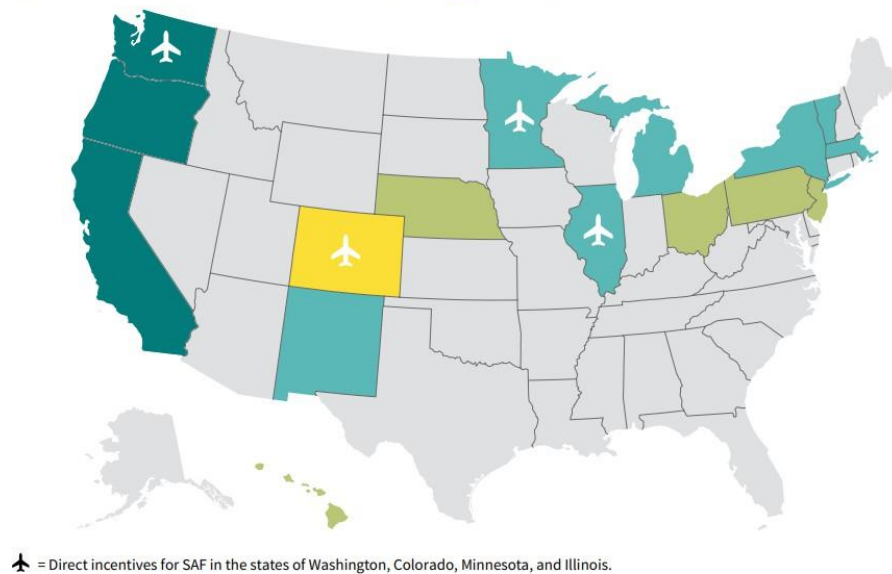 = Direct incentives for SAF in the states of Washington, Colorado, Minnesota, and Illinois.